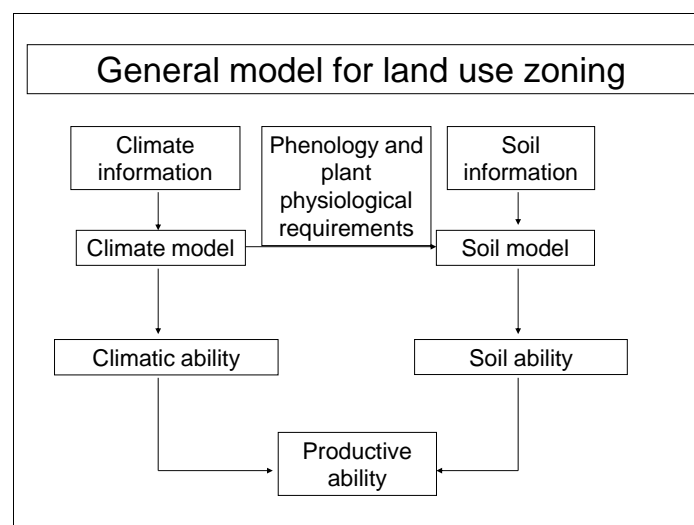 General model for land use zoning
Climate
information
Phenology and
plant
physiological
requirements
Soil
information
Climate model
Soil model
Climatic ability
Soil ability
Productive
ability